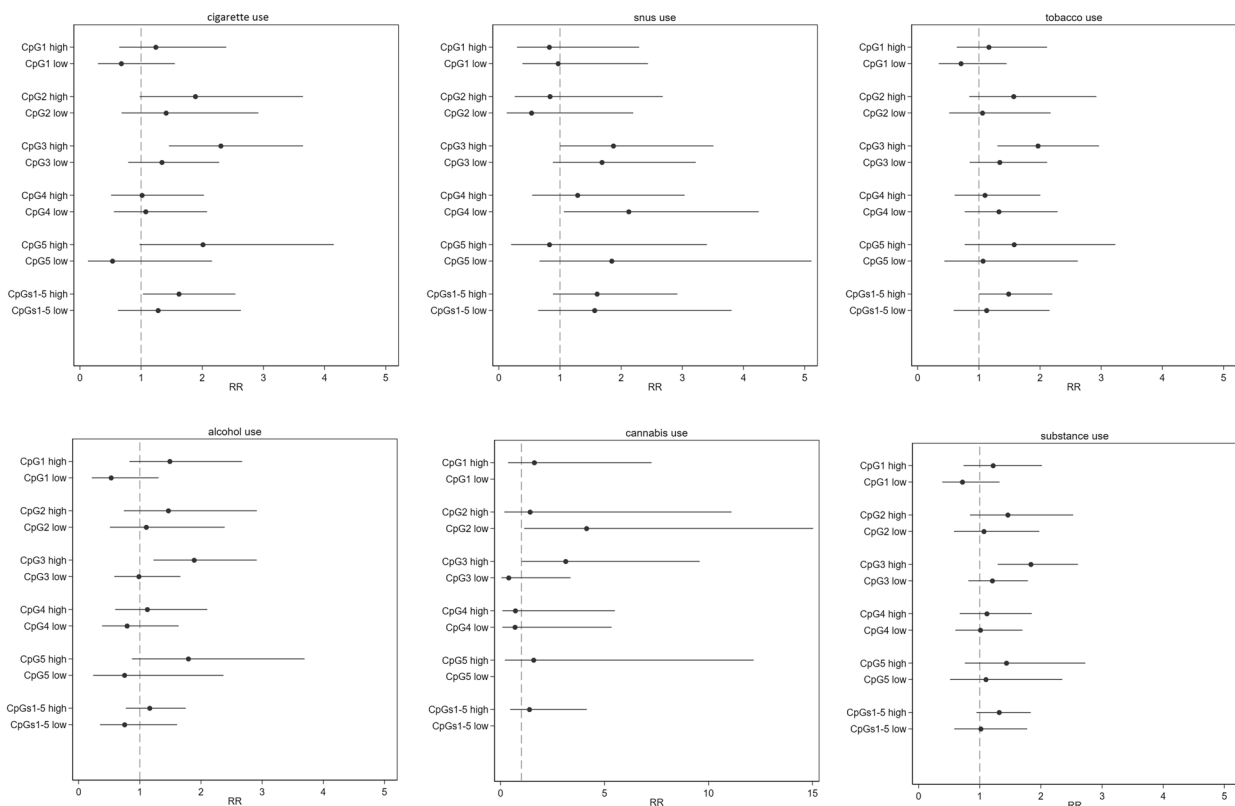 cigarette use
CpG1 high
CpG1 low
CpG2 high
CpG2 low
CpG3 high
CpG3 low
CpG4 high
CpG4 low
CpG5 high
CpG5 low
CpGs1-5 high
CpGs1-5 low
0 1 2 3 4 5
RR
snus use
CpG1 high
CpG1 low
CpG2 high
CpG2 low
CpG3 high
CpG3 low
CpG4 high
CpG4 low
CpG5 high
CpG5 low
CpGs1-5 high
CpGs1-5 low
0 1 2 3 4 5
RR
tobacco use
CpG1 high
CpG1 low
CpG2 high
CpG2 low
CpG3 high
CpG3 low
CpG4 high
CpG4 low
CpG5 high
CpG5 low
CpGs1-5 high
CpGs1-5 low
0 1 2 3 4 5
RR
alcohol use
CpG1 high
CpG1 low
CpG2 high
CpG2 low
CpG3 high
CpG3 low
CpG4 high
CpG4 low
CpG5 high
CpG5 low
CpGs1-5 high
CpGs1-5 low
0 1 2 3 4 5
RR
cannabis use
CpG1 high
CpG1 low
CpG2 high
CpG2 low
CpG3 high
CpG3 low
CpG4 high
CpG4 low
CpG5 high
CpG5 low
CpGs1-5 high
CpGs1-5 low
0 5 10 15
RR
substance use
CpG1 high
CpG1 low
CpG2 high
CpG2 low
CpG3 high
CpG3 low
CpG4 high
CpG4 low
CpG5 high
CpG5 low
CpGs1-5 high
CpGs1-5 low
0 1 2 3 4 5
RR